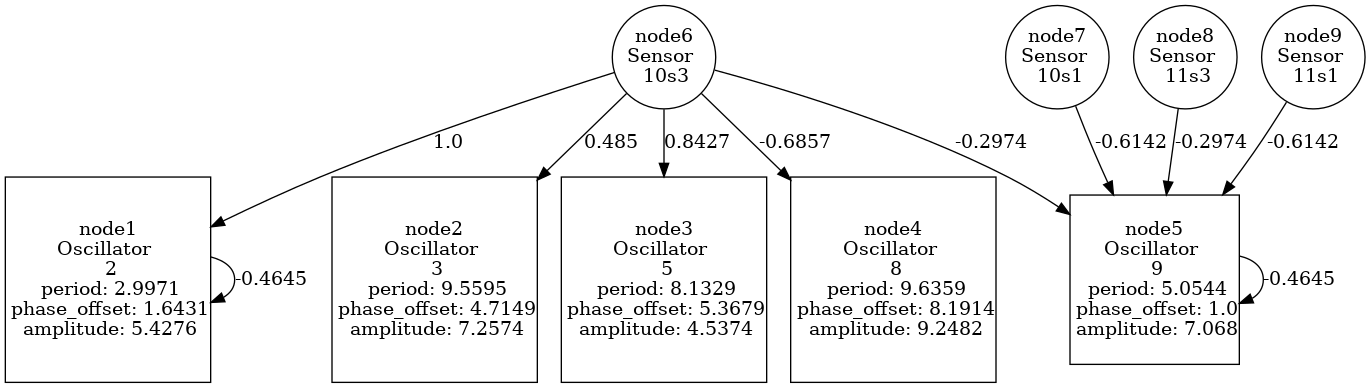 node6
Sensor
10s3
node7
Sensor
10s1
node8
Sensor
11s3
node9
Sensor
11s1
1.0
0.485
0.8427
-0.6857
-0.2974
-0.6142
-0.2974
-0.6142
node1
Oscillator
2
period: 2.9971
phase_offset: 1.6431
amplitude: 5.4276
-0.4645
node2
Oscillator
3
period: 9.5595
phase_offset: 4.7149
amplitude: 7.2574
node3
Oscillator
5
period: 8.1329
phase_offset: 5.3679
amplitude: 4.5374
node4
Oscillator
8
period: 9.6359
phase_offset: 8.1914
amplitude: 9.2482
node5
Oscillator
9
period: 5.0544
phase_offset: 1.0
amplitude: 7.068
-0.4645